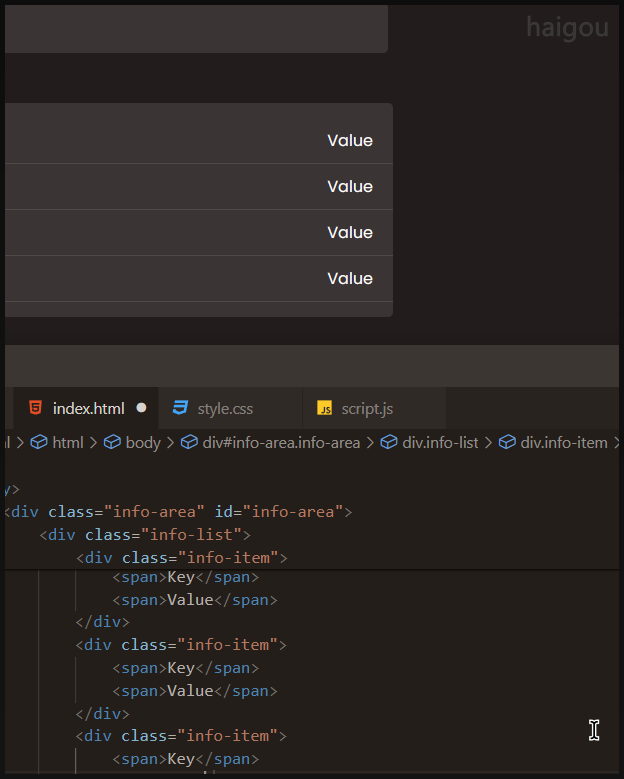 haigou
Value
Value
Value
Value
index.html style.css script.js
html body div#info-area.info-area div.info-list div.info-item
<div class="info-area" id="info-area">
<div class="info-list">
<div class="info-item">
<span>Key</span>
<span>Value</span>
</div>
<div class="info-item">
<span>Key</span>
<span>Value</span>
</div>
<div class="info-item">
<span>Key</span>